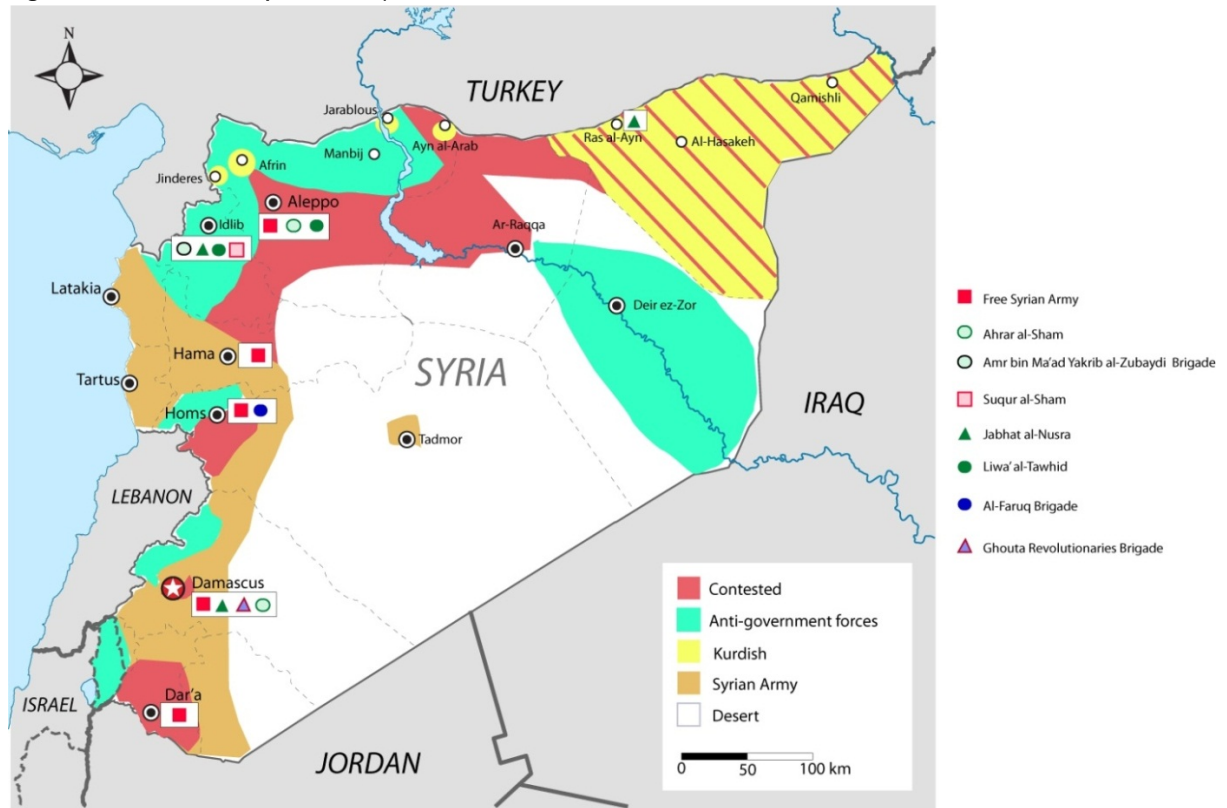 N
TURKEY
Jarablous
Qamishli
Ayn al-Arab
Ras al-Ayn
Al-Hasakeh
Manbij
Afrin
Jinderes
Aleppo
Idlib
Ar-Raqqa
Latakia
Deir ez-Zor
Hama
SYRIA
Tartus
IRAQ
Homs
Tadmor
LEBANON
Damascus
ISRAEL
Dar'a
JORDAN
Contested
Anti-government forces
Kurdish
Syrian Army
Desert
0 50 100 km
Free Syrian Army
Ahrar al-Sham
Amr bin Ma'ad Yakrib al-Zubaydi Brigade
Suqur al-Sham
Jabhat al-Nusra
Liwa' al-Tawhid
Al-Faruq Brigade
Ghouta Revolutionaries Brigade